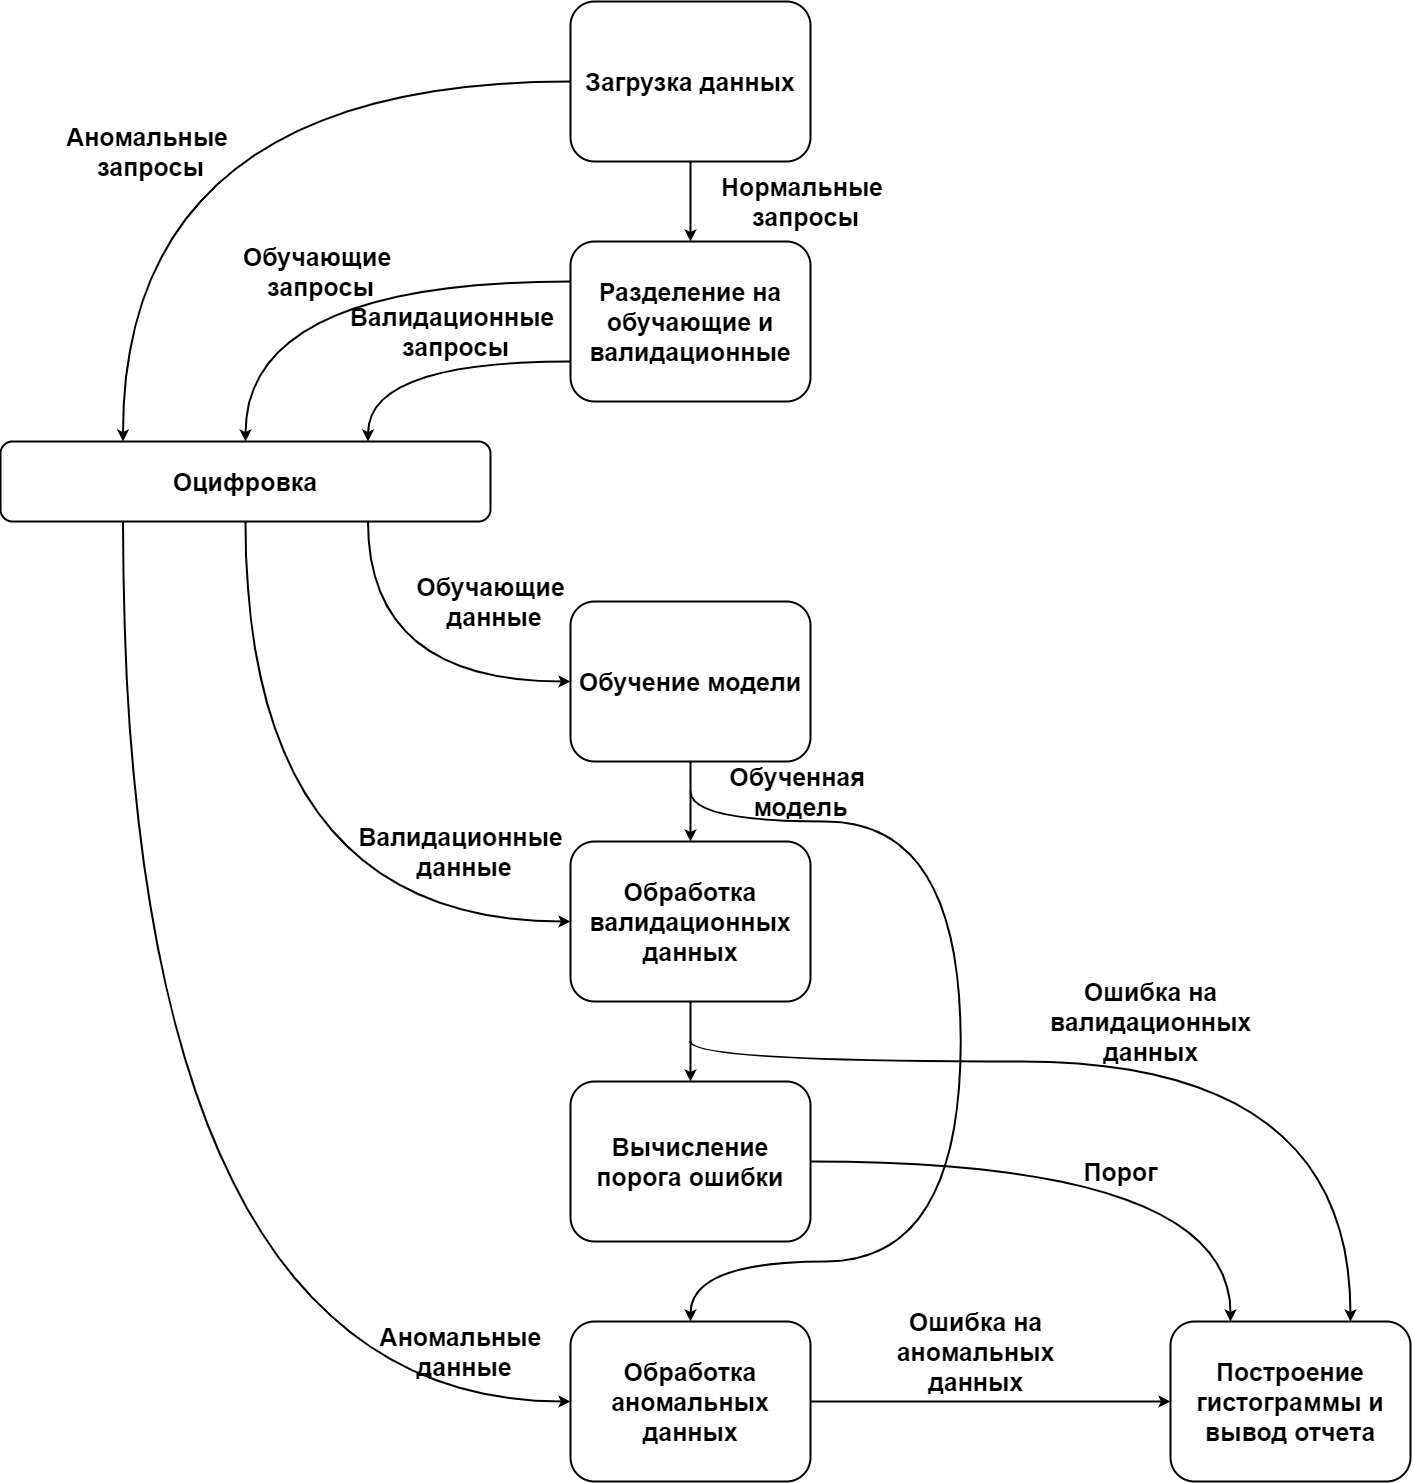 Загрузка данных
Аномальные
запросы
Нормальные
запросы
Обучающие
запросы
Валидационные
запросы
Разделение на
обучающие и
валидационные
Оцифровка
Обучающие
данные
Обучение модели
Обученная
модель
Валидационные
данные
Обработка
валидационных
данных
Ошибка на
валидационных
данных
Вычисление
порога ошибки
Порог
Аномальные
данные
Обработка
аномальных
данных
Ошибка на
аномальных
данных
Построение
гистограммы и
вывод отчета